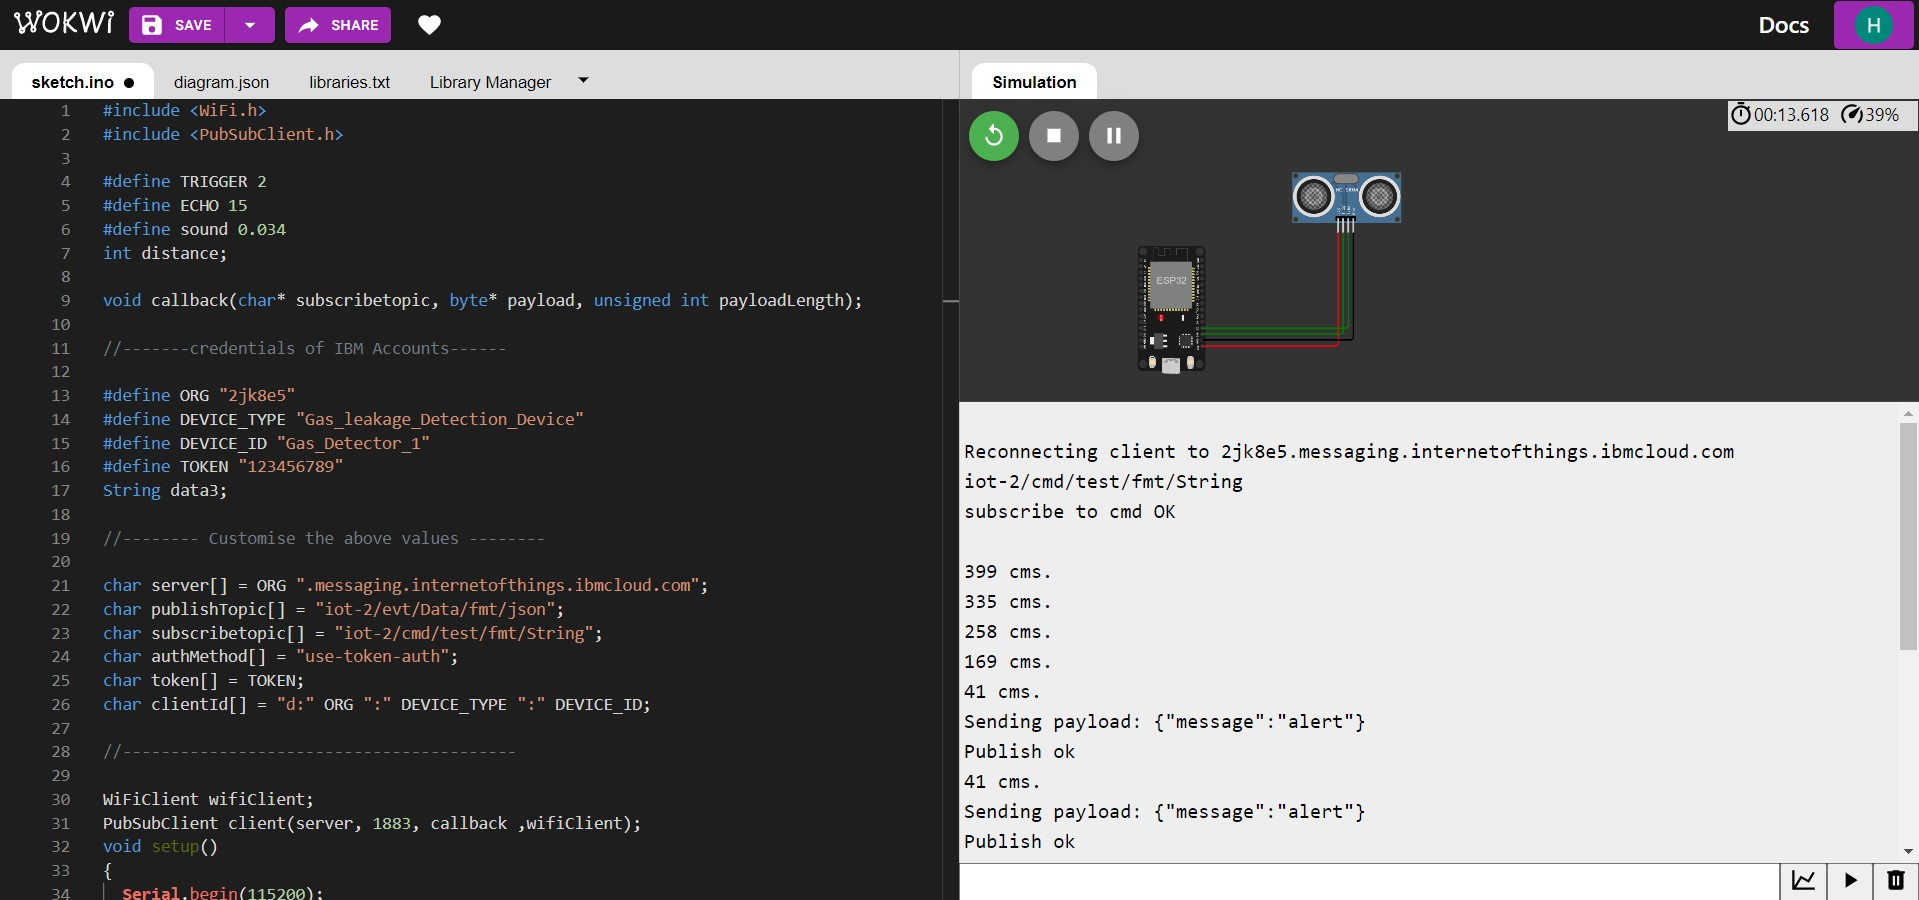 WOKWI
SAVE
SHARE
Docs
H
sketch.ino ●
diagram.json
libraries.txt
Library Manager
Simulation
1 #include <WiFi.h>
2 #include <PubSubClient.h>
3
4 #define TRIGGER 2
5 #define ECHO 15
6 #define sound 0.034
7 int distance;
8
9 void callback(char* subscribetopic, byte* payload, unsigned int payloadLength);
10
11 //-------credentials of IBM Accounts------
12
13 #define ORG "2jk8e5"
14 #define DEVICE_TYPE "Gas_leakage_Detection_Device"
15 #define DEVICE_ID "Gas_Detector_1"
16 #define TOKEN "123456789"
17 String data3;
18
19 //-------- Customise the above values --------
20
21 char server[] = ORG ".messaging.internetofthings.ibmcloud.com";
22 char publishTopic[] = "iot-2/evt/Data/fmt/json";
23 char subscribetopic[] = "iot-2/cmd/test/fmt/String";
24 char authMethod[] = "use-token-auth";
25 char token[] = TOKEN;
26 char clientId[] = "d:" ORG ":" DEVICE_TYPE ":" DEVICE_ID;
27
28 //-----------------------------------------
29
30 WiFiClient wifiClient;
31 PubSubClient client(server, 1883, callback ,wifiClient);
32 void setup()
33 {
34 Serial.begin(115200);
00:13.618 39%
ESP32
Reconnecting client to 2jk8e5.messaging.internetofthings.ibmcloud.com
iot-2/cmd/test/fmt/String
subscribe to cmd OK
399 cms.
335 cms.
258 cms.
169 cms.
41 cms.
Sending payload: {"message":"alert"}
Publish ok
41 cms.
Sending payload: {"message":"alert"}
Publish ok